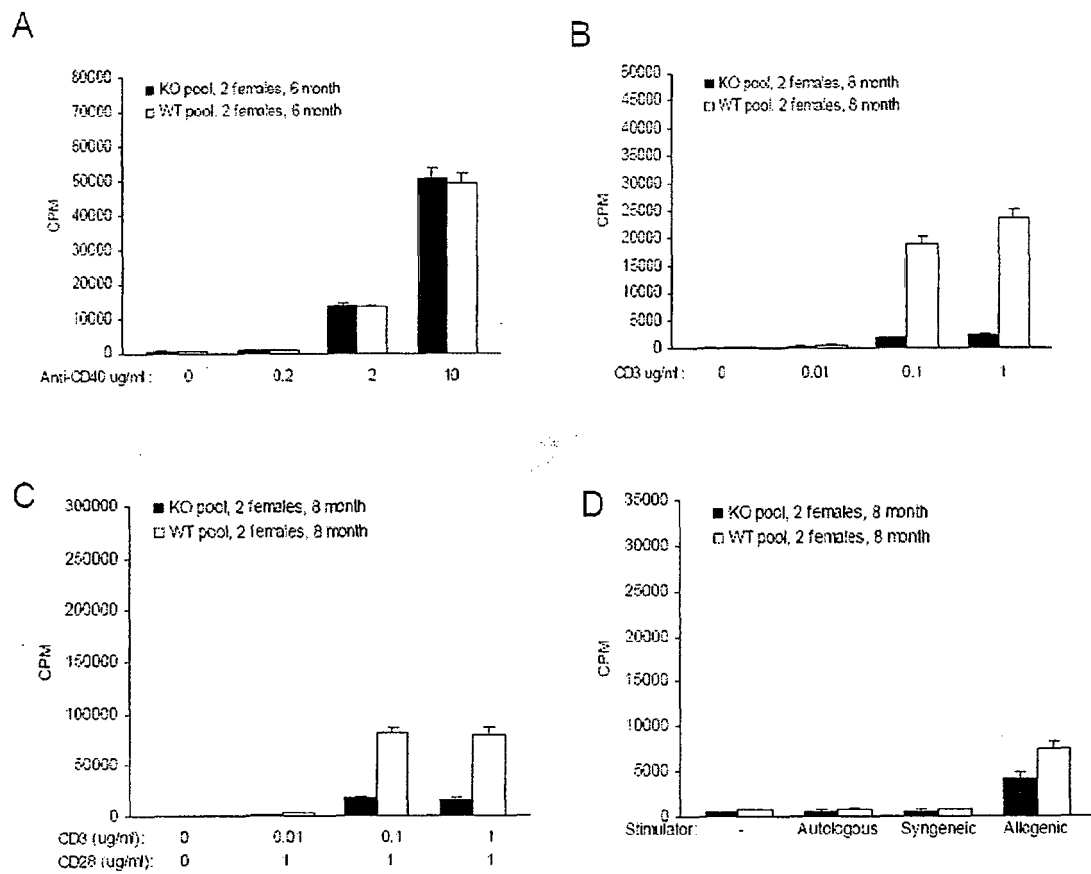 A
80000
70000
60000
50000
40000
30000
20000
10000
0
CPM
KO pool, 2 females, 6 month
WT pool, 2 females, 6 month
Anti-CD40 ug/ml: 0 0.2 2 10
B
50000
45000
40000
35000
30000
25000
20000
15000
10000
5000
0
CPM
KO pool, 2 females, 8 month
WT pool, 2 females, 8 month
CD3 ug/ml: 0 0.01 0.1 1
C
300000
250000
200000
150000
100000
50000
0
CPM
KO pool, 2 females, 8 month
WT pool, 2 females, 8 month
CD3 (ug/ml): 0 0.01 0.1 1
CD28 (ug/ml): 0 1 1 1
D
35000
30000
25000
20000
15000
10000
5000
0
CPM
KO pool, 2 females, 8 month
WT pool, 2 females, 8 month
Stimulator: - Autologous Syngeneic Allogenic